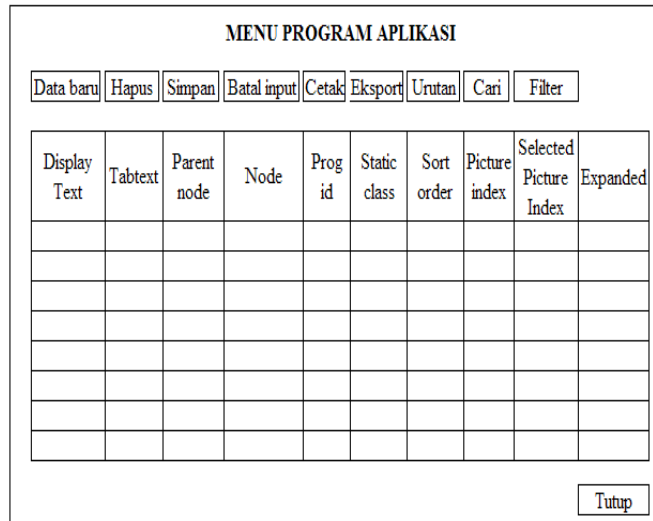 MENU PROGRAM APLIKASI
Data baru Hapus Simpan Batal input Cetak Eksport Urutan Cari Filter
Display Text Tabtext Parent node Node Prog id Static class Sort order Picture index Selected Picture Index Expanded
Tutup